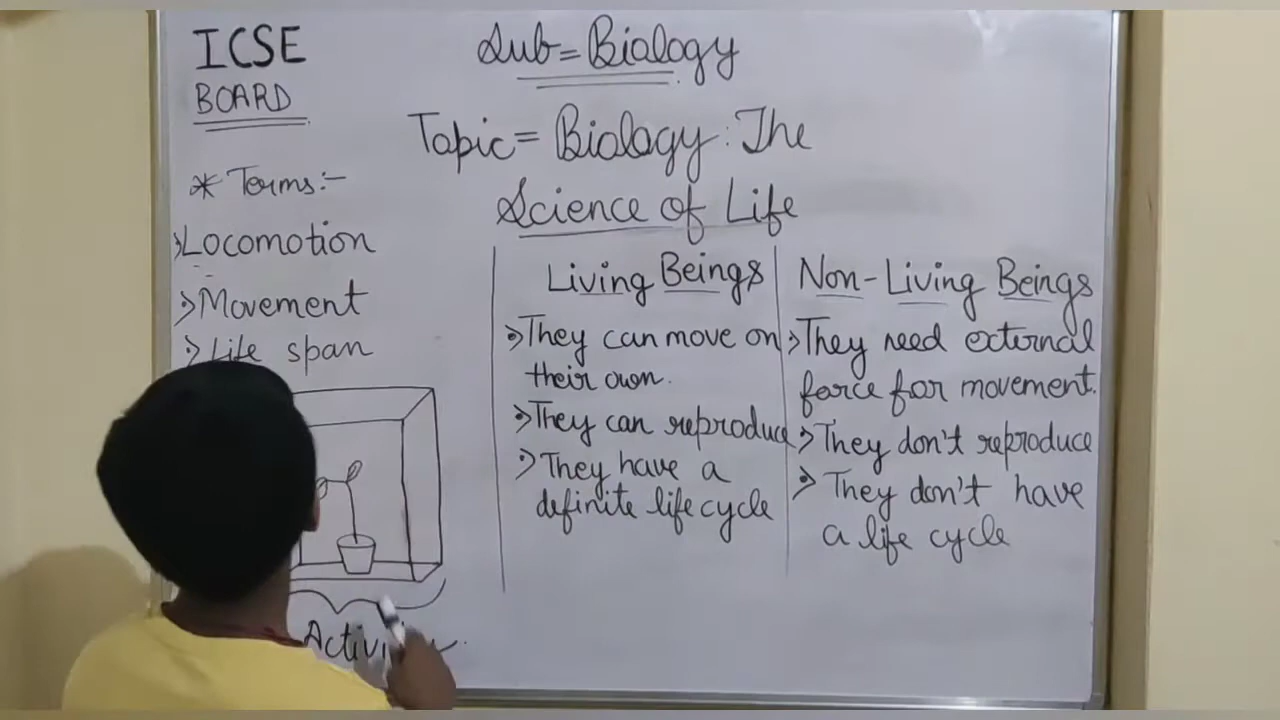 ICSE
BOARD
Sub=Biology
Topic= Biology: The
Science of Life
* Terms:-
Locomotion
Movement
Life span
Living Beings
They can move on
their own.
They can reproduce
They have a
definite life cycle
Non-Living Beings
They need external
force for movement.
They don't reproduce
They don't have
a life cycle